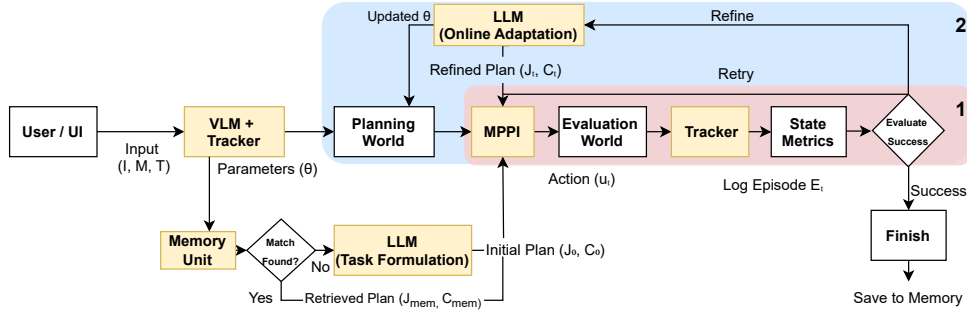 Updated θ
LLM
(Online Adaptation)
Refine
2
Refined Plan (Jₜ, Cₜ)
Retry
1
User / UI
VLM +
Tracker
Planning
World
MPPI
Evaluation
World
Tracker
State
Metrics
Evaluate
Success
Input
(I, M, T)
Parameters (θ)
Action (uₜ)
Log Episode Eₜ
Success
Memory
Unit
Match
Found?
No
LLM
(Task Formulation)
Initial Plan (J₀, C₀)
Finish
Yes
Retrieved Plan (Jmem, Cmem)
Save to Memory